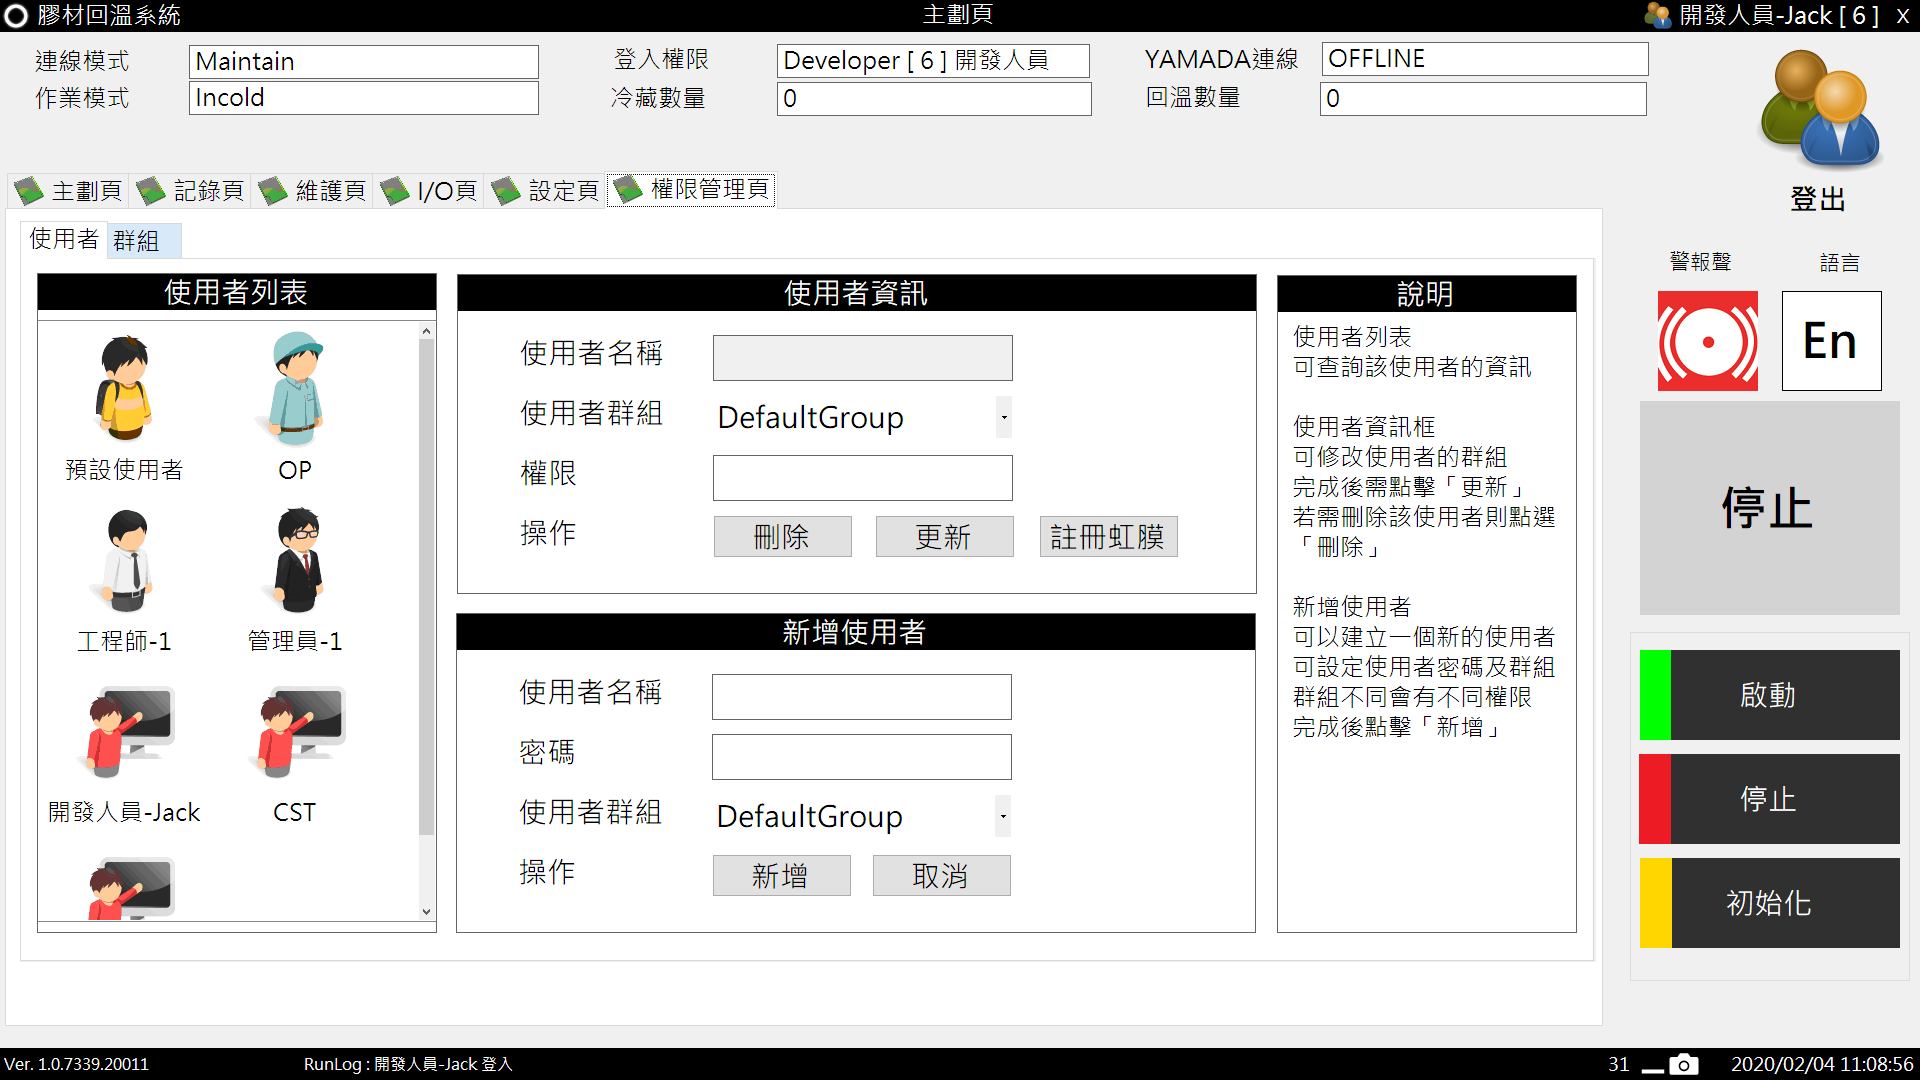 膠材回溫系統
主劃頁
開發人員-Jack [ 6 ] X
連線模式 Maintain
登入權限 Developer [ 6 ] 開發人員
YAMADA連線 OFFLINE
作業模式 Incold
冷藏數量 0
回溫數量 0
登出
主劃頁 記錄頁 維護頁 I/O頁 設定頁 權限管理頁
使用者 群組
使用者列表
預設使用者
OP
工程師-1
管理員-1
開發人員-Jack
CST
使用者資訊
使用者名稱
使用者群組 DefaultGroup
權限
操作 刪除 更新 註冊虹膜
新增使用者
使用者名稱
密碼
使用者群組 DefaultGroup
操作 新增 取消
說明
使用者列表
可查詢該使用者的資訊
使用者資訊框
可修改使用者的群組
完成後需點擊「更新」
若需刪除該使用者則點選
「刪除」
新增使用者
可以建立一個新的使用者
可設定使用者密碼及群組
群組不同會有不同權限
完成後點擊「新增」
警報聲 語言
En
停止
啟動
停止
初始化
Ver. 1.0.7339.20011
RunLog : 開發人員-Jack 登入
31
2020/02/04 11:08:56